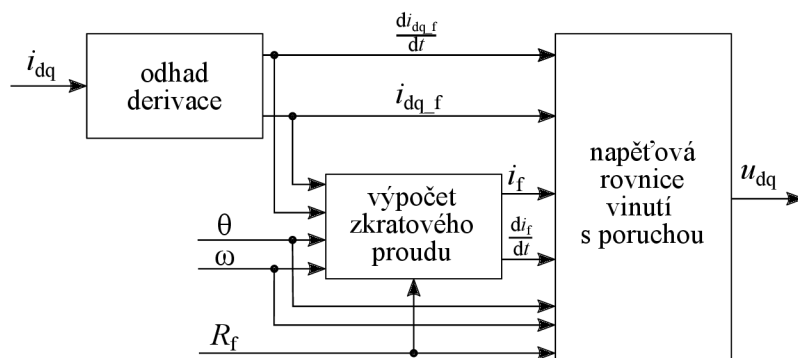 i_dq
odhad
derivace
di_dq_f/dt
i_dq_f
výpočet
zkratového
proudu
i_f
di_f/dt
θ
ω
R_f
napěťová
rovnice
vinutí
s poruchou
u_dq